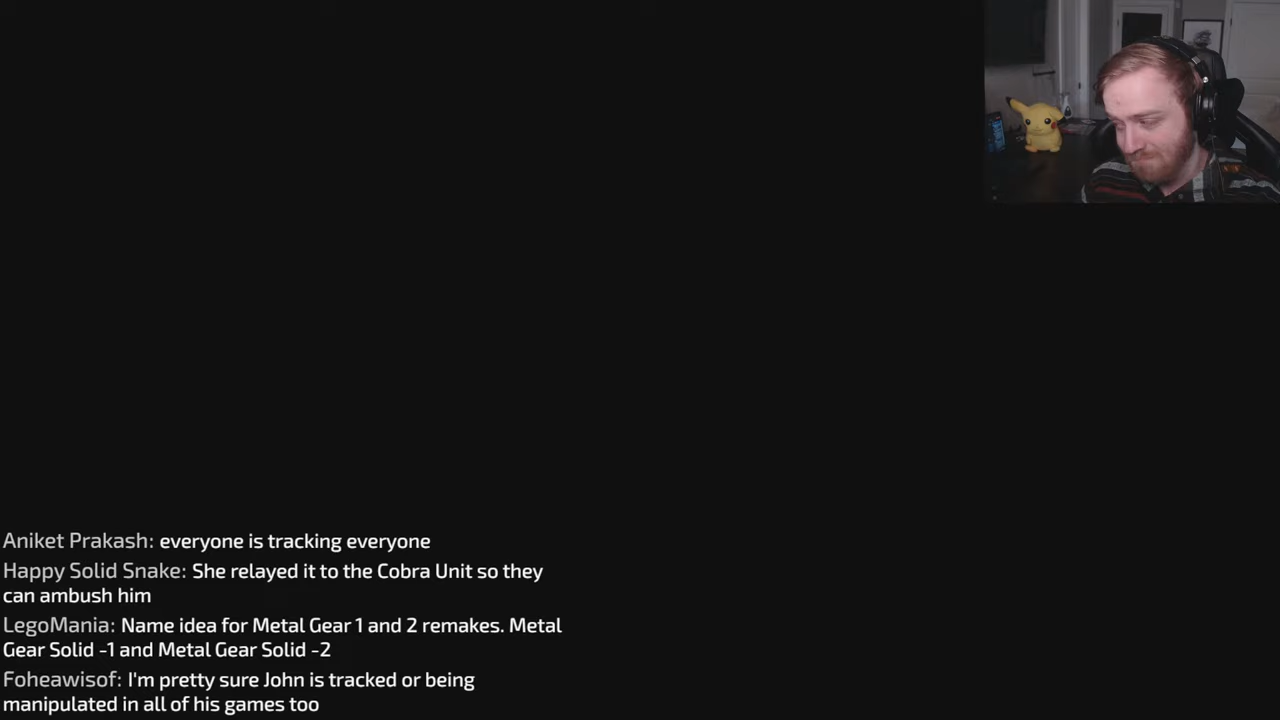 Aniket Prakash: everyone is tracking everyone
Happy Solid Snake: She relayed it to the Cobra Unit so they
can ambush him
LegoMania: Name idea for Metal Gear 1 and 2 remakes. Metal
Gear Solid -1 and Metal Gear Solid -2
Foheawisof: I'm pretty sure John is tracked or being
manipulated in all of his games too